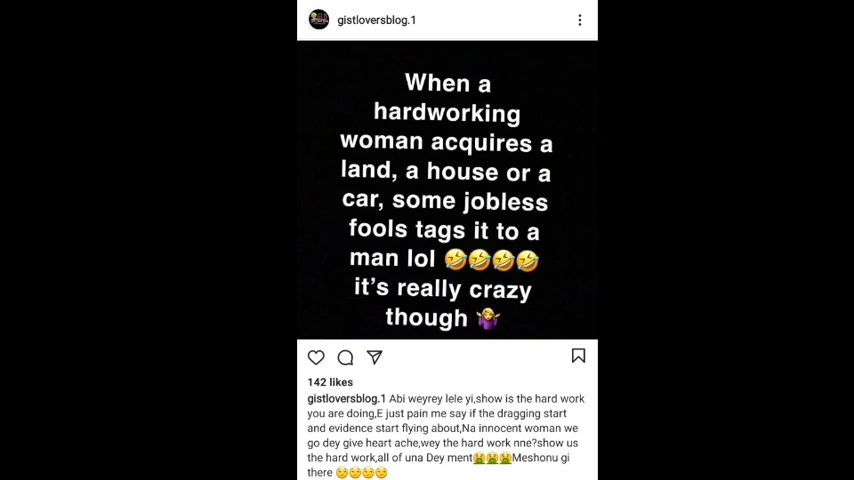 gistloversblog.1
When a
hardworking
woman acquires a
land, a house or a
car, some jobless
fools tags it to a
man lol 🤣🤣🤣🤣
it's really crazy
though 🤷‍♀️
142 likes
gistloversblog.1 Abi weyrey lele yi,show is the hard work
you are doing,E just pain me say if the dragging start
and evidence start flying about,Na innocent woman we
go dey give heart ache,wey the hard work nne?show us
the hard work,all of una Dey ment🤮🤮🤮Meshonu gi
there 😏😏😏😏